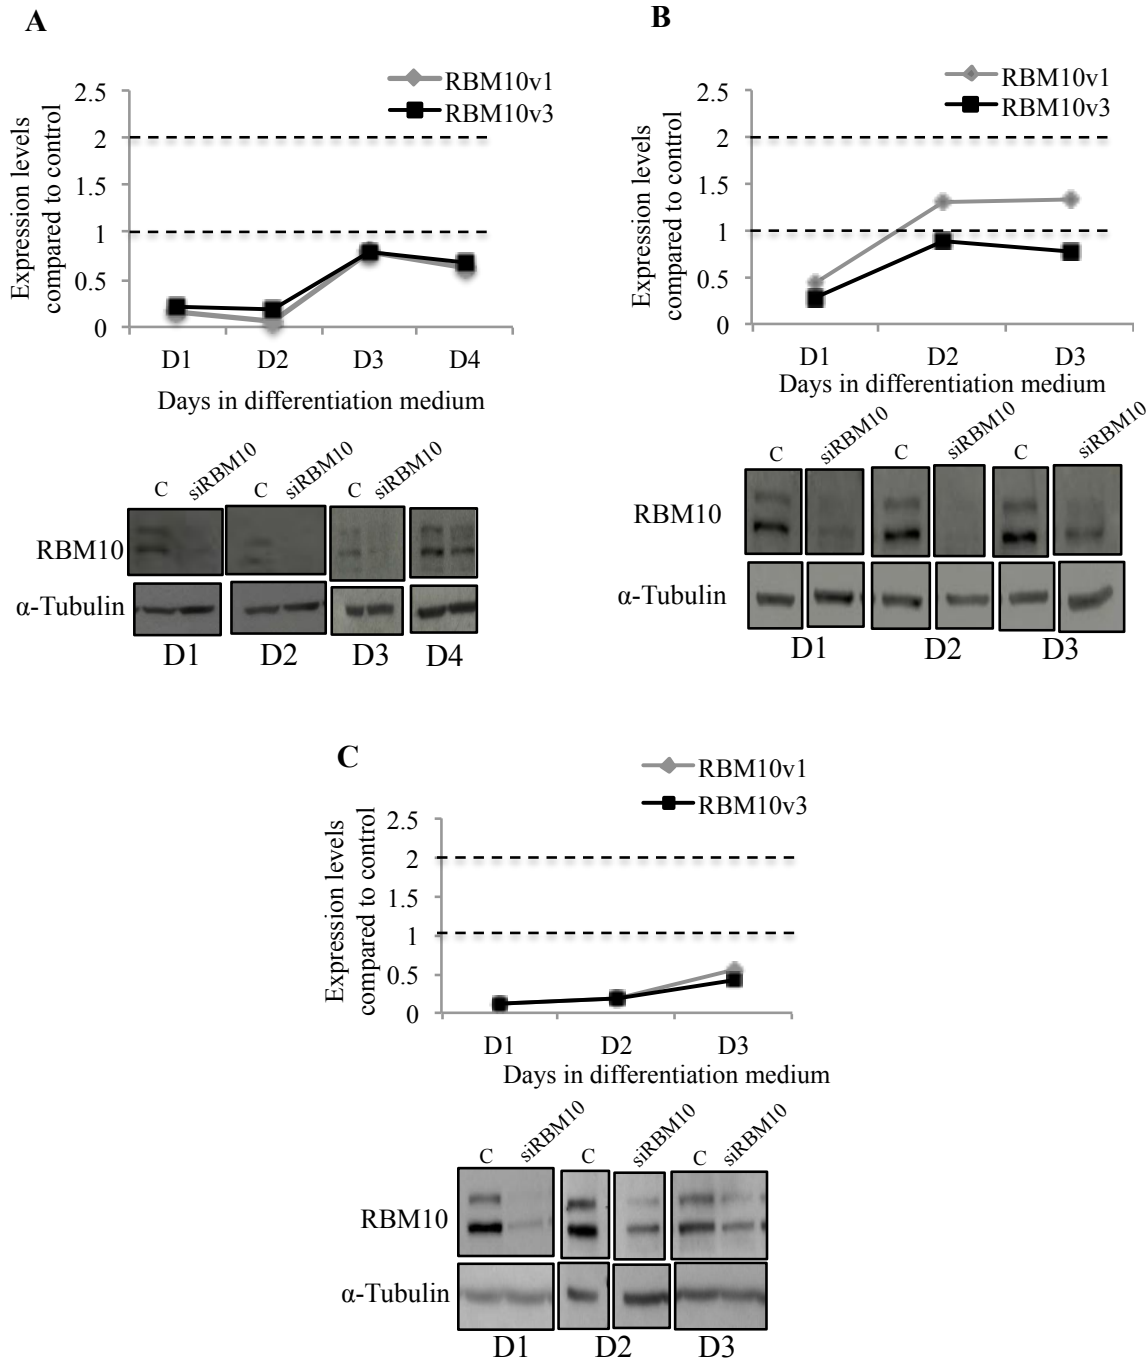 A
RBM10v1
RBM10v3
Expression levels
compared to control
2.5
2
1.5
1
0.5
0
D1 D2 D3 D4
Days in differentiation medium
C siRBM10 C siRBM10 C siRBM10
RBM10
α-Tubulin
D1 D2 D3 D4
B
RBM10v1
RBM10v3
Expression levels
compared to control
2.5
2
1.5
1
0.5
0
D1 D2 D3
Days in differentiation medium
C siRBM10 C siRBM10 C siRBM10
RBM10
α-Tubulin
D1 D2 D3
C
RBM10v1
RBM10v3
Expression levels
compared to control
2.5
2
1.5
1
0.5
0
D1 D2 D3
Days in differentiation medium
C siRBM10 C siRBM10 C siRBM10
RBM10
α-Tubulin
D1 D2 D3